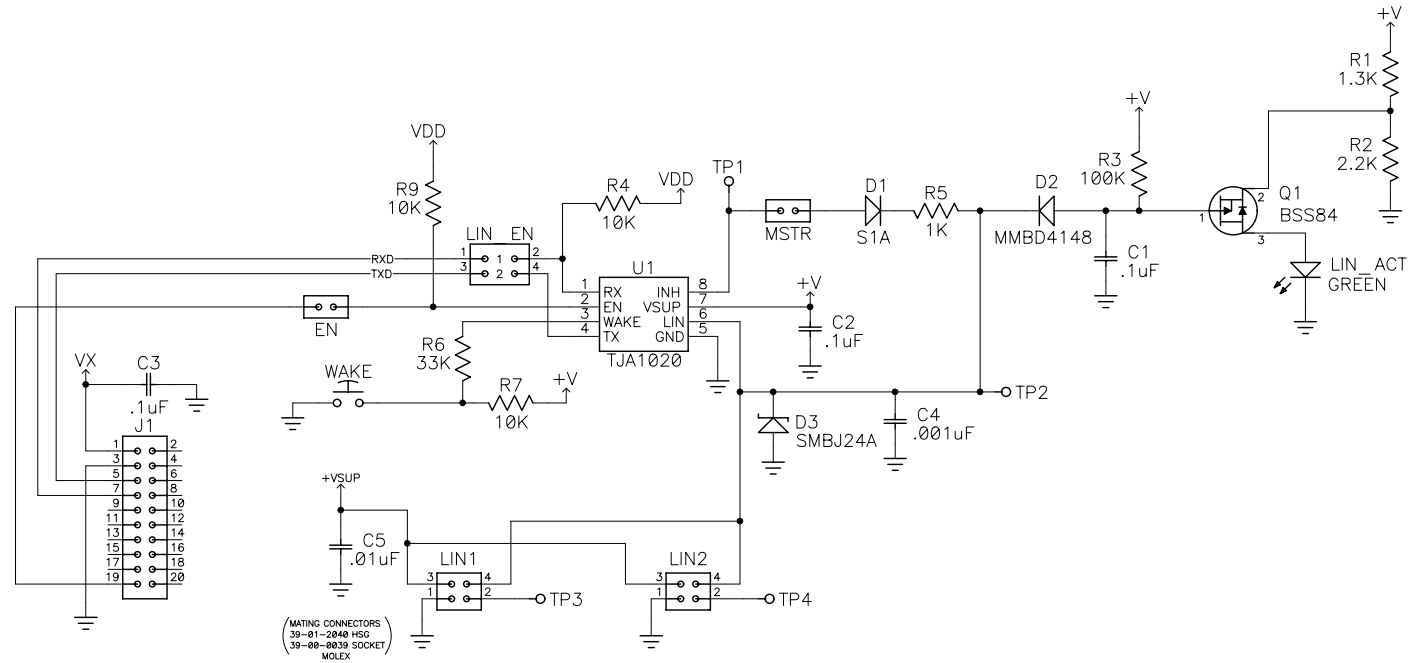 +V
R1
1.3K
R2
2.2K
+V
R3
100K
VDD
R9
10K
R4
10K
VDD
TP1
MSTR
D1
S1A
R5
1K
D2
MMBD4148
C1
.1uF
Q1
BSS84
1
2
3
LIN_ACT
GREEN
LIN_EN
RXD
TXD
1
3
1
2
2
4
EN
U1
1
2
3
4
RX
EN
WAKE
TX
INH
VSUP
LIN
GND
8
7
6
5
TJA1020
+V
C2
.1uF
R6
33K
WAKE
R7
10K
+V
TP2
D3
SMBJ24A
C4
.001uF
VX
C3
.1uF
J1
1 2
3 4
5 6
7 8
9 10
11 12
13 14
15 16
17 18
19 20
+VSUP
C5
.01uF
LIN1
3 4
1 2
TP3
LIN2
3 4
1 2
TP4
MATING CONNECTORS
39-01-2040 HSG
39-00-0039 SOCKET
MOLEX